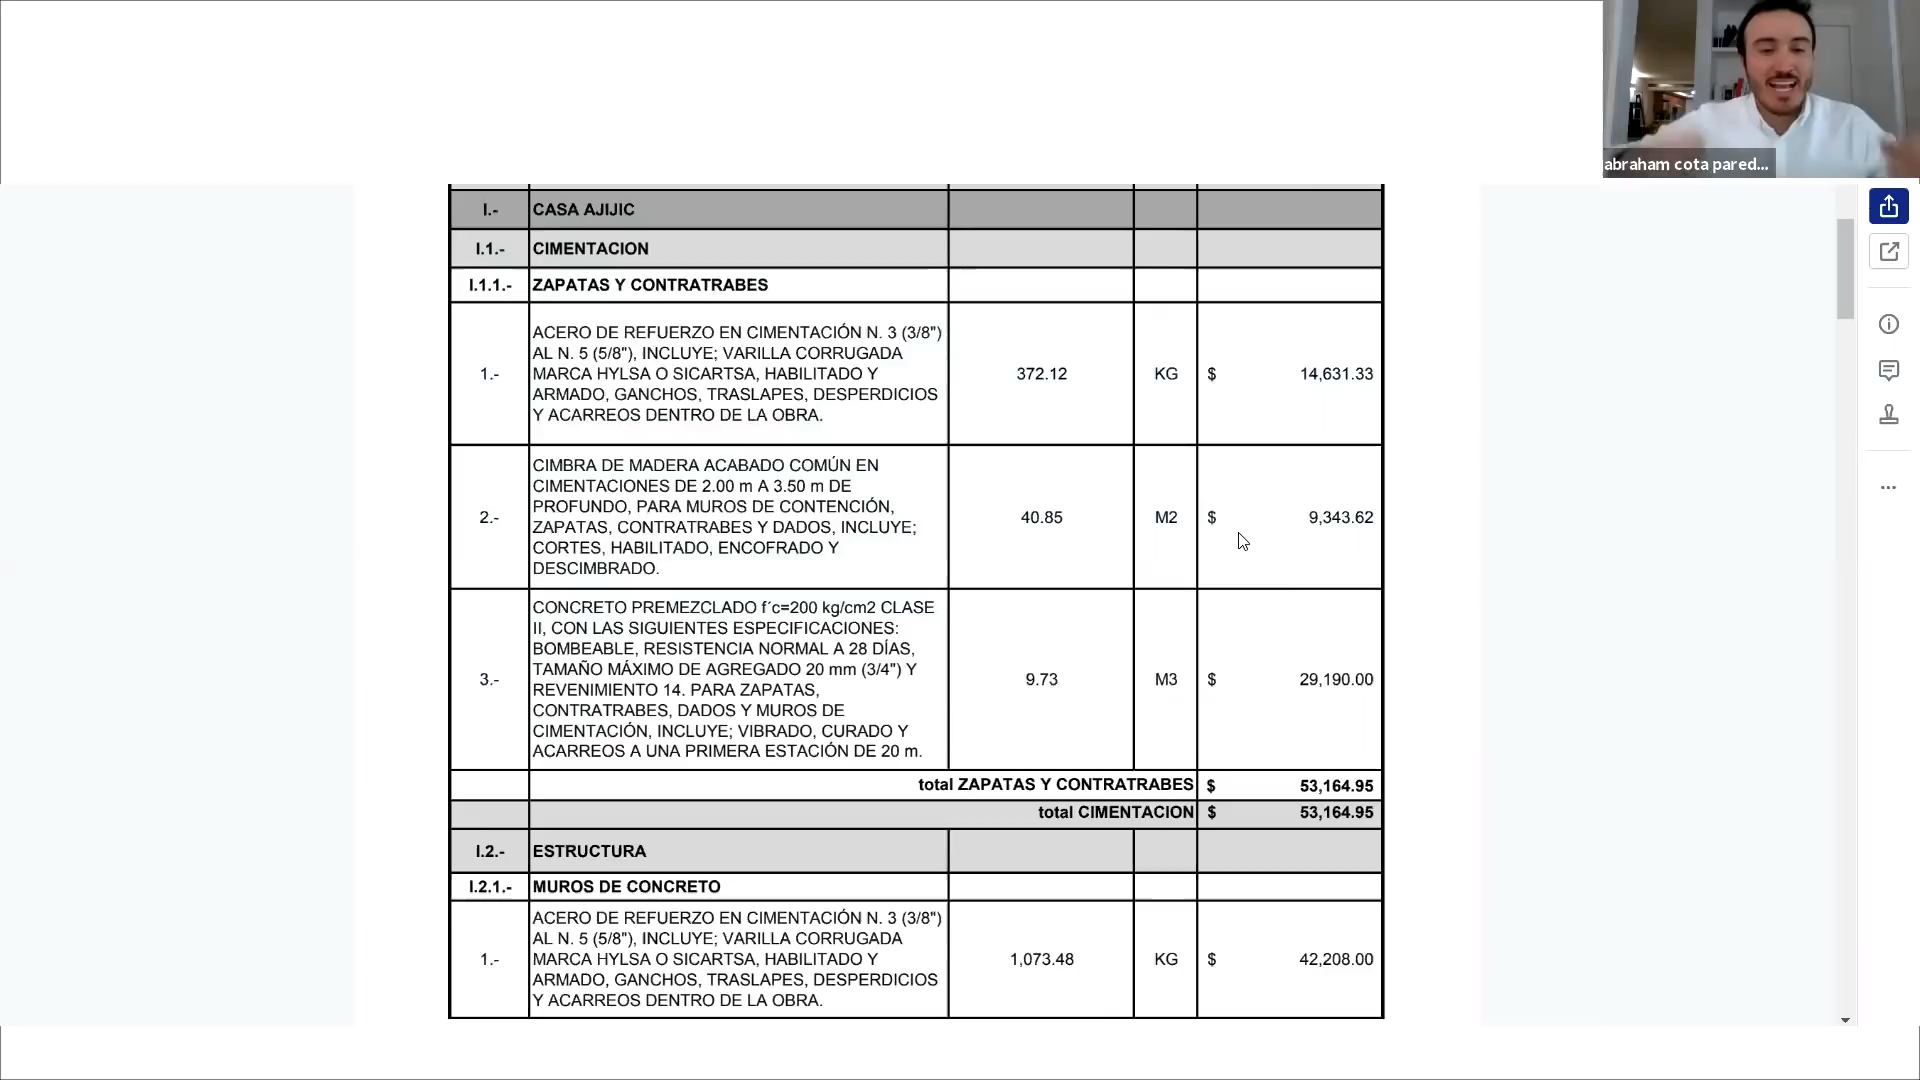 abraham cota pared...
I.- CASA AJIJIC
I.1.- CIMENTACION
I.1.1.- ZAPATAS Y CONTRATRABES
ACERO DE REFUERZO EN CIMENTACIÓN N. 3 (3/8")
AL N. 5 (5/8"), INCLUYE; VARILLA CORRUGADA
1.- MARCA HYLSA O SICARTSA, HABILITADO Y 372.12 KG $ 14,631.33
ARMADO, GANCHOS, TRASLAPES, DESPERDICIOS
Y ACARREOS DENTRO DE LA OBRA.
CIMBRA DE MADERA ACABADO COMÚN EN
CIMENTACIONES DE 2.00 m A 3.50 m DE
PROFUNDO, PARA MUROS DE CONTENCIÓN,
2.- ZAPATAS, CONTRATRABES Y DADOS, INCLUYE; 40.85 M2 $ 9,343.62
CORTES, HABILITADO, ENCOFRADO Y
DESCIMBRADO.
CONCRETO PREMEZCLADO f´c=200 kg/cm2 CLASE
II, CON LAS SIGUIENTES ESPECIFICACIONES:
BOMBEABLE, RESISTENCIA NORMAL A 28 DÍAS,
TAMAÑO MÁXIMO DE AGREGADO 20 mm (3/4") Y
3.- REVENIMIENTO 14. PARA ZAPATAS, 9.73 M3 $ 29,190.00
CONTRATRABES, DADOS Y MUROS DE
CIMENTACIÓN, INCLUYE; VIBRADO, CURADO Y
ACARREOS A UNA PRIMERA ESTACIÓN DE 20 m.
total ZAPATAS Y CONTRATRABES $ 53,164.95
total CIMENTACION $ 53,164.95
I.2.- ESTRUCTURA
I.2.1.- MUROS DE CONCRETO
ACERO DE REFUERZO EN CIMENTACIÓN N. 3 (3/8")
AL N. 5 (5/8"), INCLUYE; VARILLA CORRUGADA
1.- MARCA HYLSA O SICARTSA, HABILITADO Y 1,073.48 KG $ 42,208.00
ARMADO, GANCHOS, TRASLAPES, DESPERDICIOS
Y ACARREOS DENTRO DE LA OBRA.